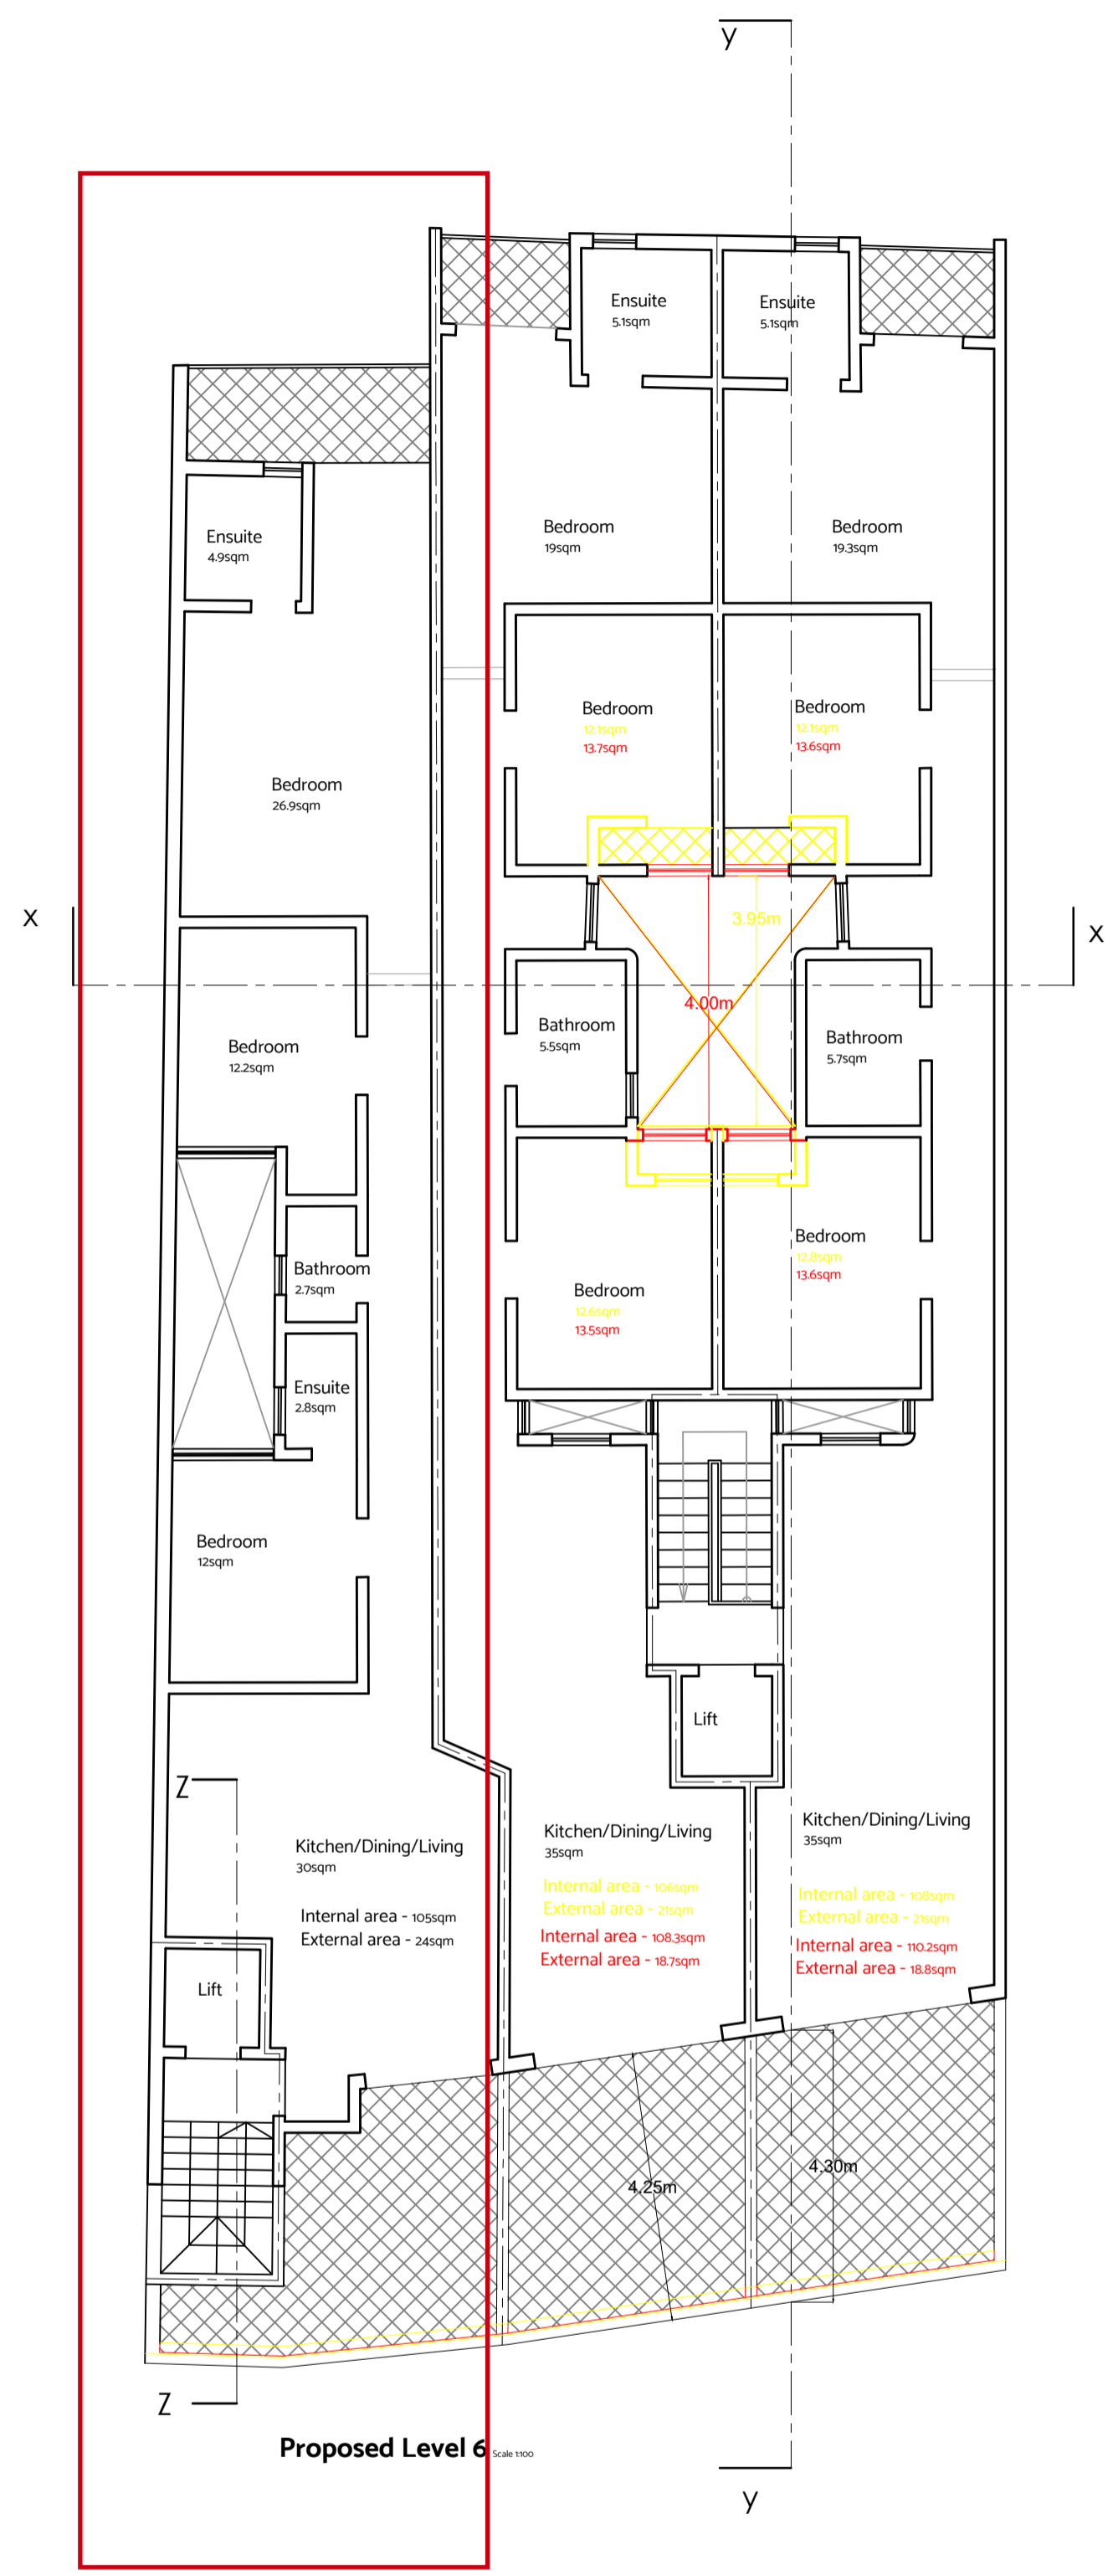 y
Ensuite
5.1sqm
Ensuite
5.1sqm
Ensuite
4.9sqm
Bedroom
19sqm
Bedroom
19.3sqm
Bedroom
12.1sqm
13.7sqm
Bedroom
12.1sqm
13.6sqm
Bedroom
26.9sqm
X
3.95m
X
4.00m
Bedroom
12.2sqm
Bathroom
5.5sqm
Bathroom
5.7sqm
Bathroom
2.7sqm
Bedroom
12.8sqm
13.6sqm
Bedroom
12.6sqm
13.5sqm
Ensuite
2.8sqm
Bedroom
12sqm
Lift
Z
Kitchen/Dining/Living
30sqm
Internal area - 105sqm
External area - 24sqm
Kitchen/Dining/Living
35sqm
Internal area - 106sqm
External area - 21sqm
Internal area - 108.3sqm
External area - 18.7sqm
Kitchen/Dining/Living
35sqm
Internal area - 108sqm
External area - 21sqm
Internal area - 110.2sqm
External area - 18.8sqm
Lift
4.30m
4.25m
Z
Proposed Level 6 Scale 1:100
y